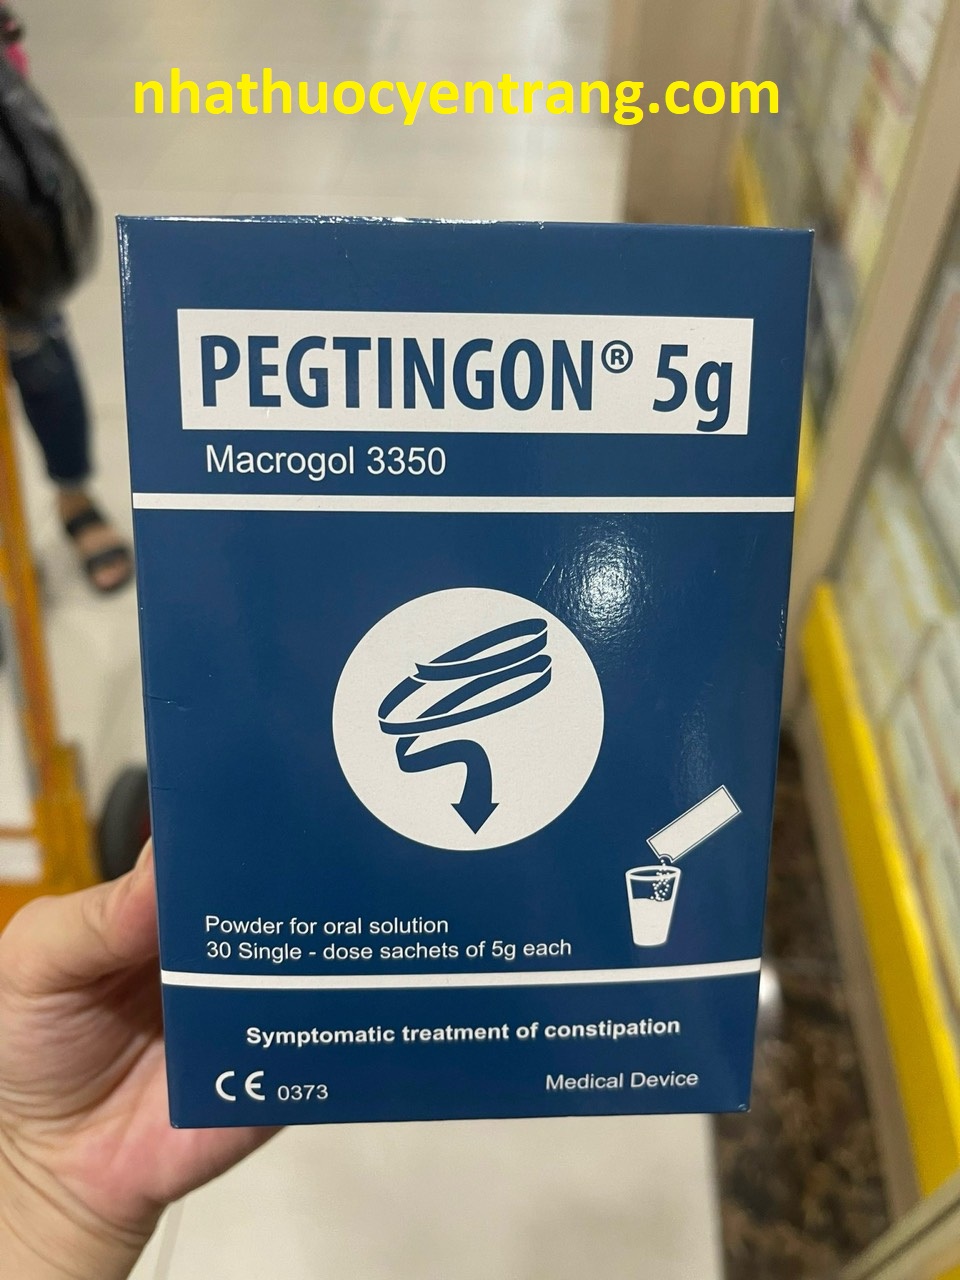 nhathuocyentrang.com
PEGTINGON® 5g
Macrogol 3350
Powder for oral solution
30 Single - dose sachets of 5g each
Symptomatic treatment of constipation
CE 0373
Medical Device